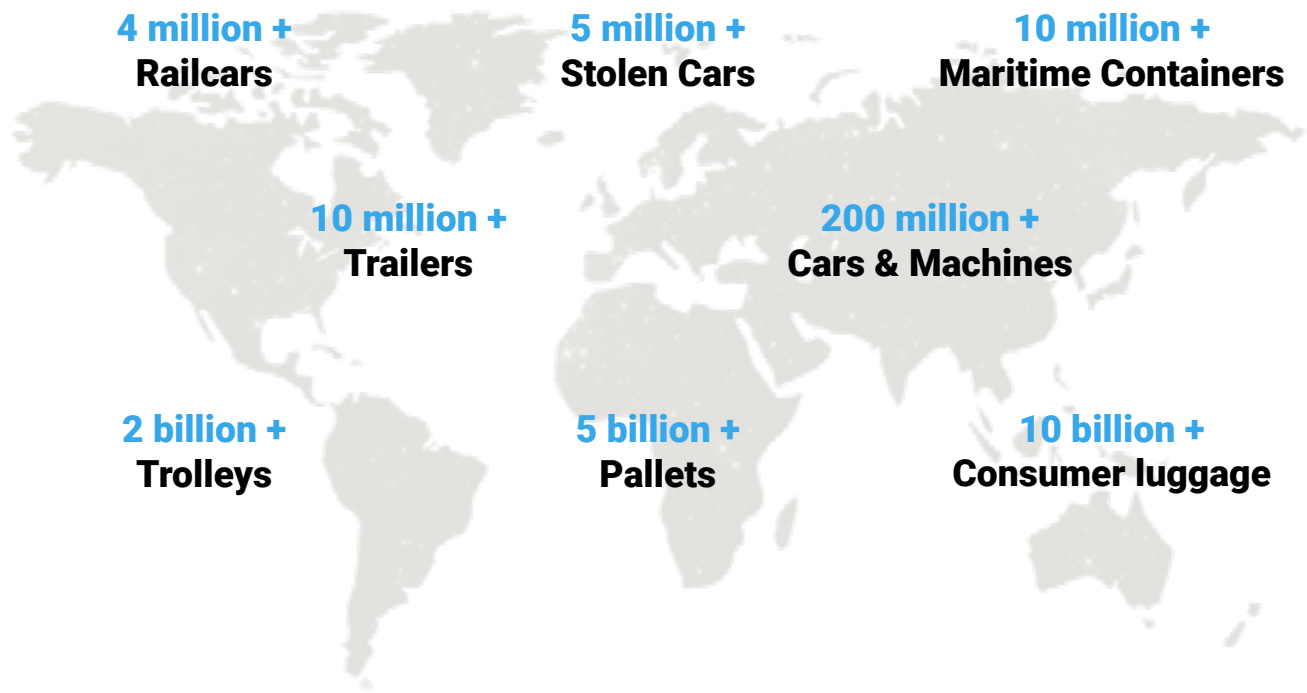 4 million +
Railcars
5 million +
Stolen Cars
10 million +
Maritime Containers
10 million +
Trailers
200 million +
Cars & Machines
2 billion +
Trolleys
5 billion +
Pallets
10 billion +
Consumer luggage